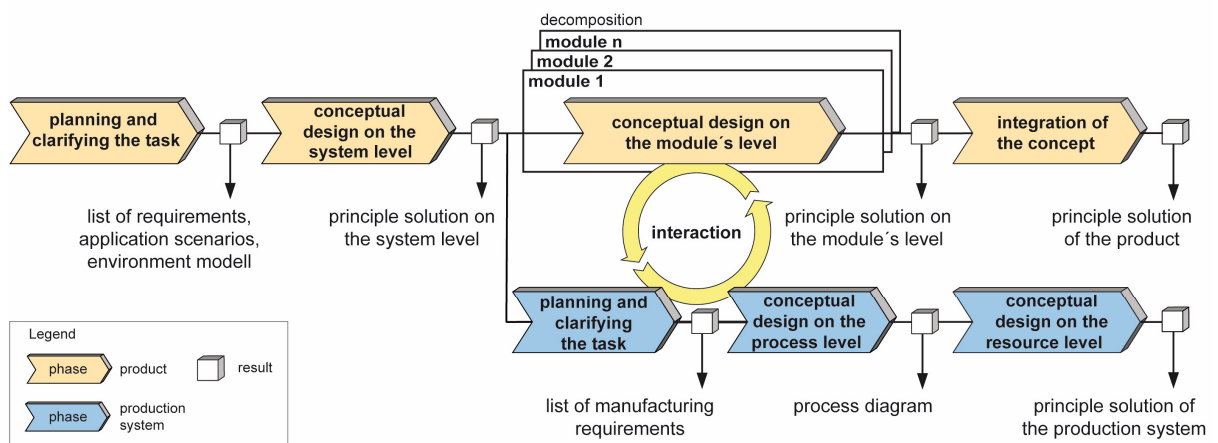 decomposition
module n
module 2
module 1
planning and
clarifying the task
conceptual
design on the
system level
conceptual design on
the module´s level
integration of
the concept
list of requirements,
application scenarios,
environment modell
principle solution on
the system level
interaction
principle solution on
the module´s level
principle solution
of the product
planning and
clarifying
the task
conceptual
design on the
process level
conceptual
design on the
resource level
list of manufacturing
requirements
process diagram
principle solution of
the production system
Legend
phase
product
result
phase
production
system